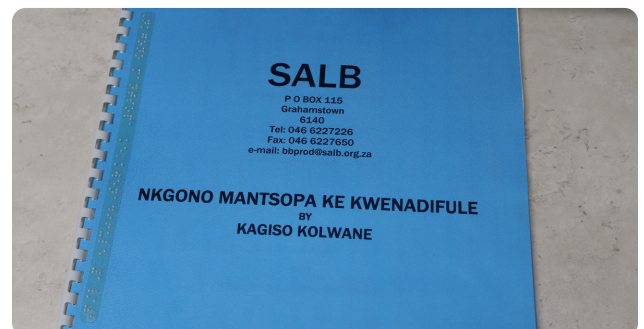 SALB
P O BOX 115
Grahamstown
6140
Tel: 046 6227226
Fax: 046 6227650
e-mail: bbprod@salb.org.za
NKGONO MANTSOPA KE KWENADIFULE
BY
KAGISO KOLWANE